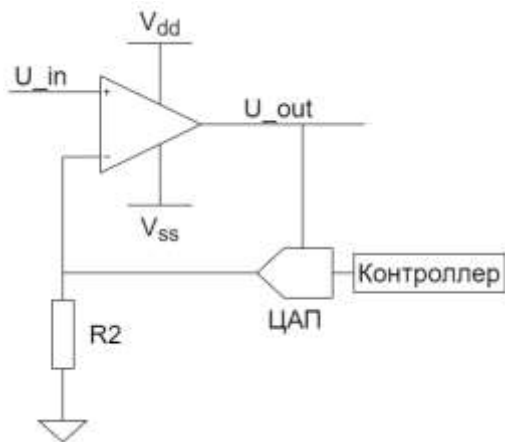 V_dd
U_in
+
U_out
-
V_ss
Контроллер
ЦАП
R2